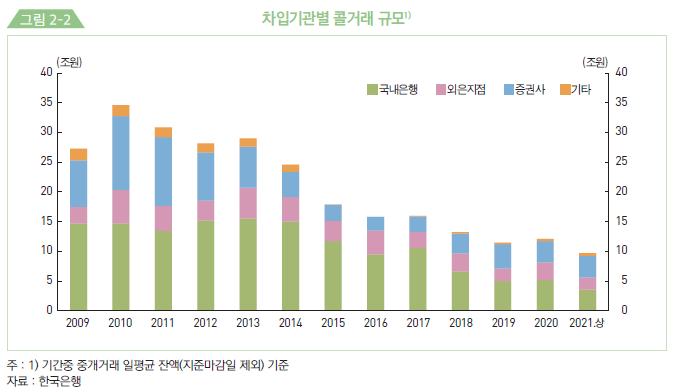 그림 2-2
차입기관별 콜거래 규모1)
(조원) (조원)
국내은행 외은지점 증권사 기타
40 40
35 35
30 30
25 25
20 20
15 15
10 10
5 5
0 0
2009 2010 2011 2012 2013 2014 2015 2016 2017 2018 2019 2020 2021.상
주 : 1) 기간중 중개거래 일평균 잔액(지준마감일 제외) 기준
자료 : 한국은행